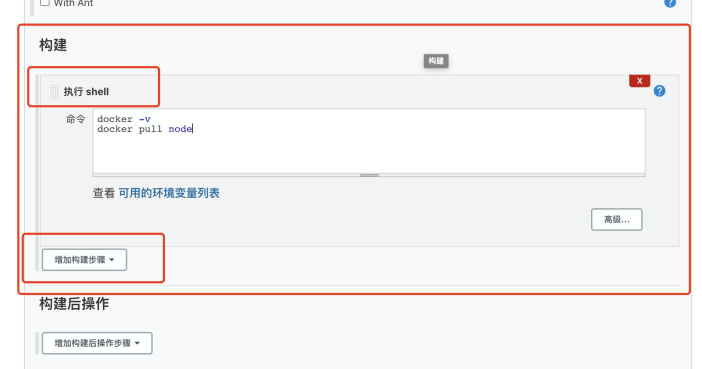 With Ant
?
构建
构建
X
执行 shell
?
命令
docker -v
docker pull node
查看 可用的环境变量列表
高级...
增加构建步骤
构建后操作
增加构建后操作步骤